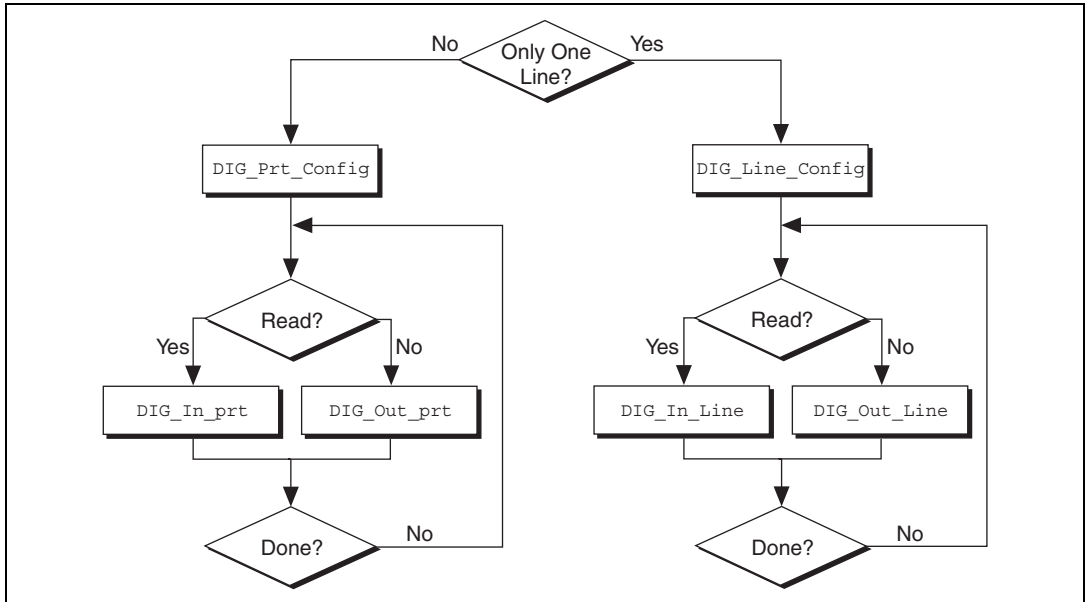 No
Only One
Line?
Yes
DIG_Prt_Config
DIG_Line_Config
Read?
Yes
No
DIG_In_prt
DIG_Out_prt
Done?
No
Read?
Yes
No
DIG_In_Line
DIG_Out_Line
Done?
No